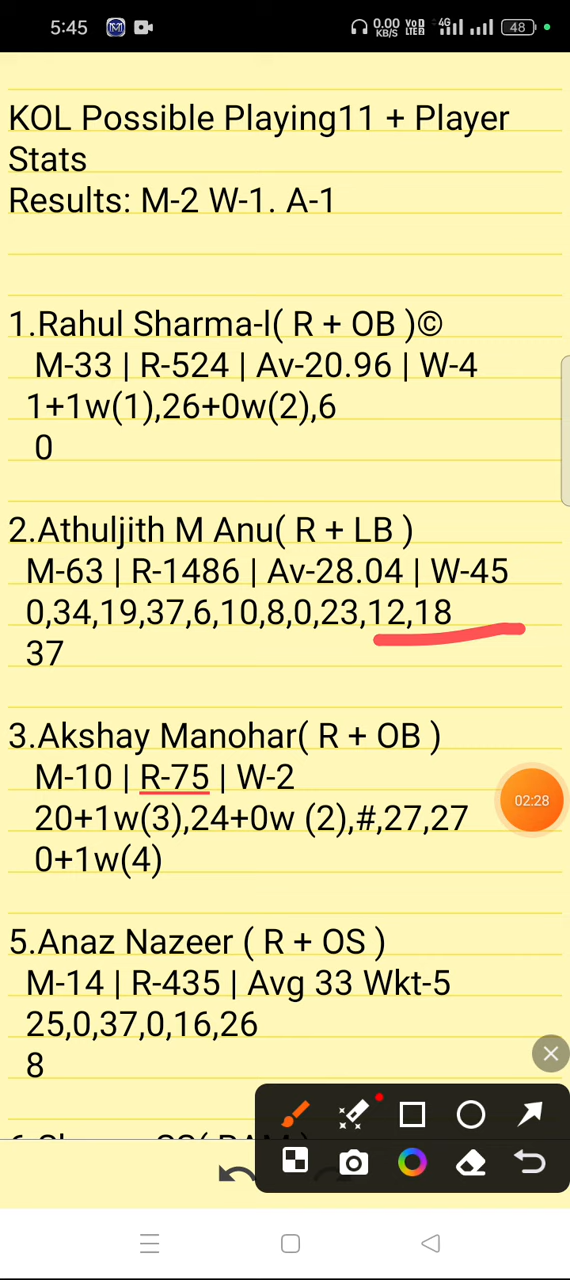 5:45
0.00 KB/S VoD LTE2 4G 48
KOL Possible Playing11 + Player
Stats
Results: M-2 W-1. A-1
1.Rahul Sharma-l( R + OB )©
M-33 | R-524 | Av-20.96 | W-4
1+1w(1),26+0w(2),6
0
2.Athuljith M Anu( R + LB )
M-63 | R-1486 | Av-28.04 | W-45
0,34,19,37,6,10,8,0,23,12,18
37
3.Akshay Manohar( R + OB )
M-10 | R-75 | W-2
20+1w(3),24+0w (2),#,27,27
0+1w(4)
02:28
5.Anaz Nazeer ( R + OS )
M-14 | R-435 | Avg 33 Wkt-5
25,0,37,0,16,26
8